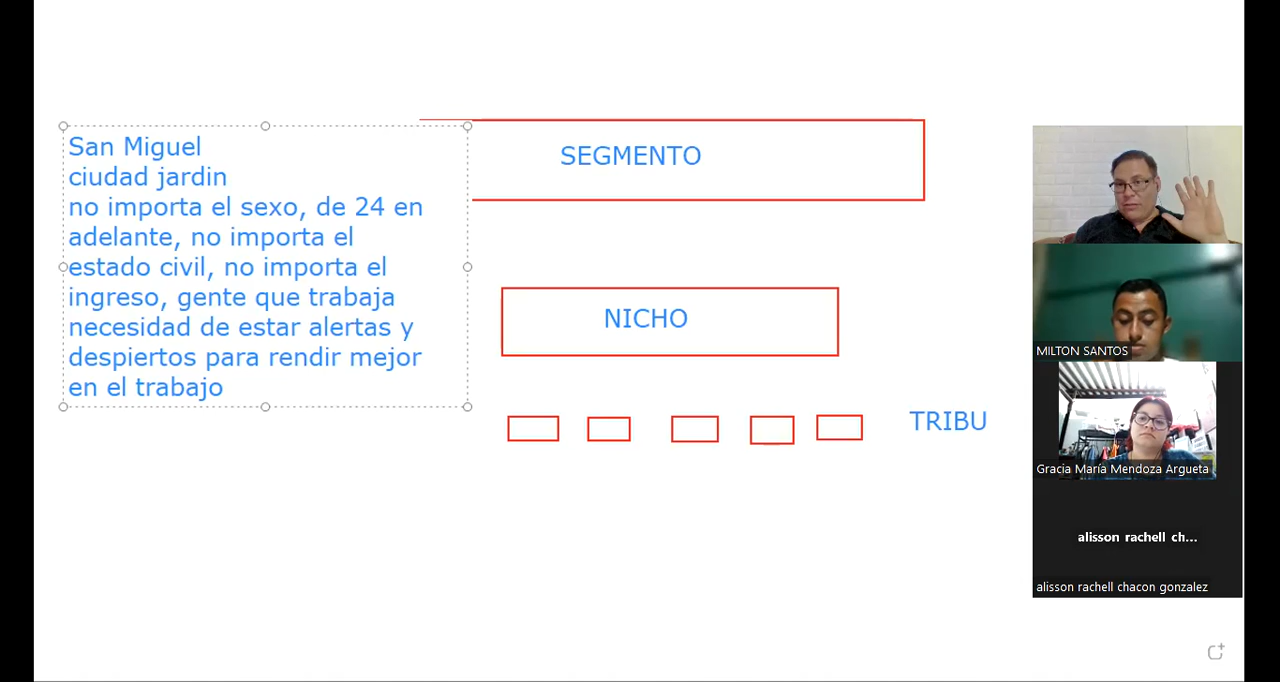 San Miguel
ciudad jardin
no importa el sexo, de 24 en
adelante, no importa el
estado civil, no importa el
ingreso, gente que trabaja
necesidad de estar alertas y
despiertos para rendir mejor
en el trabajo
SEGMENTO
NICHO
TRIBU
MILTON SANTOS
Gracia María Mendoza Argueta
alisson rachell ch...
alisson rachell chacon gonzalez